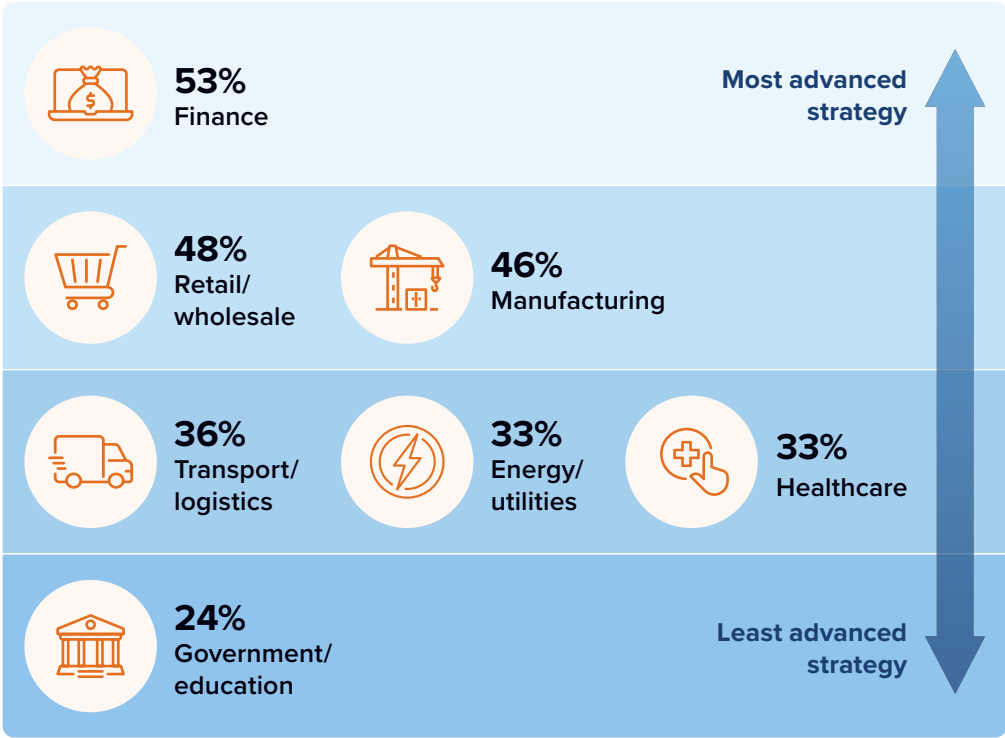 53%
Finance
Most advanced
strategy
$
48%
Retail/
wholesale
46%
Manufacturing
36%
Transport/
logistics
33%
Energy/
utilities
33%
Healthcare
24%
Government/
education
Least advanced
strategy